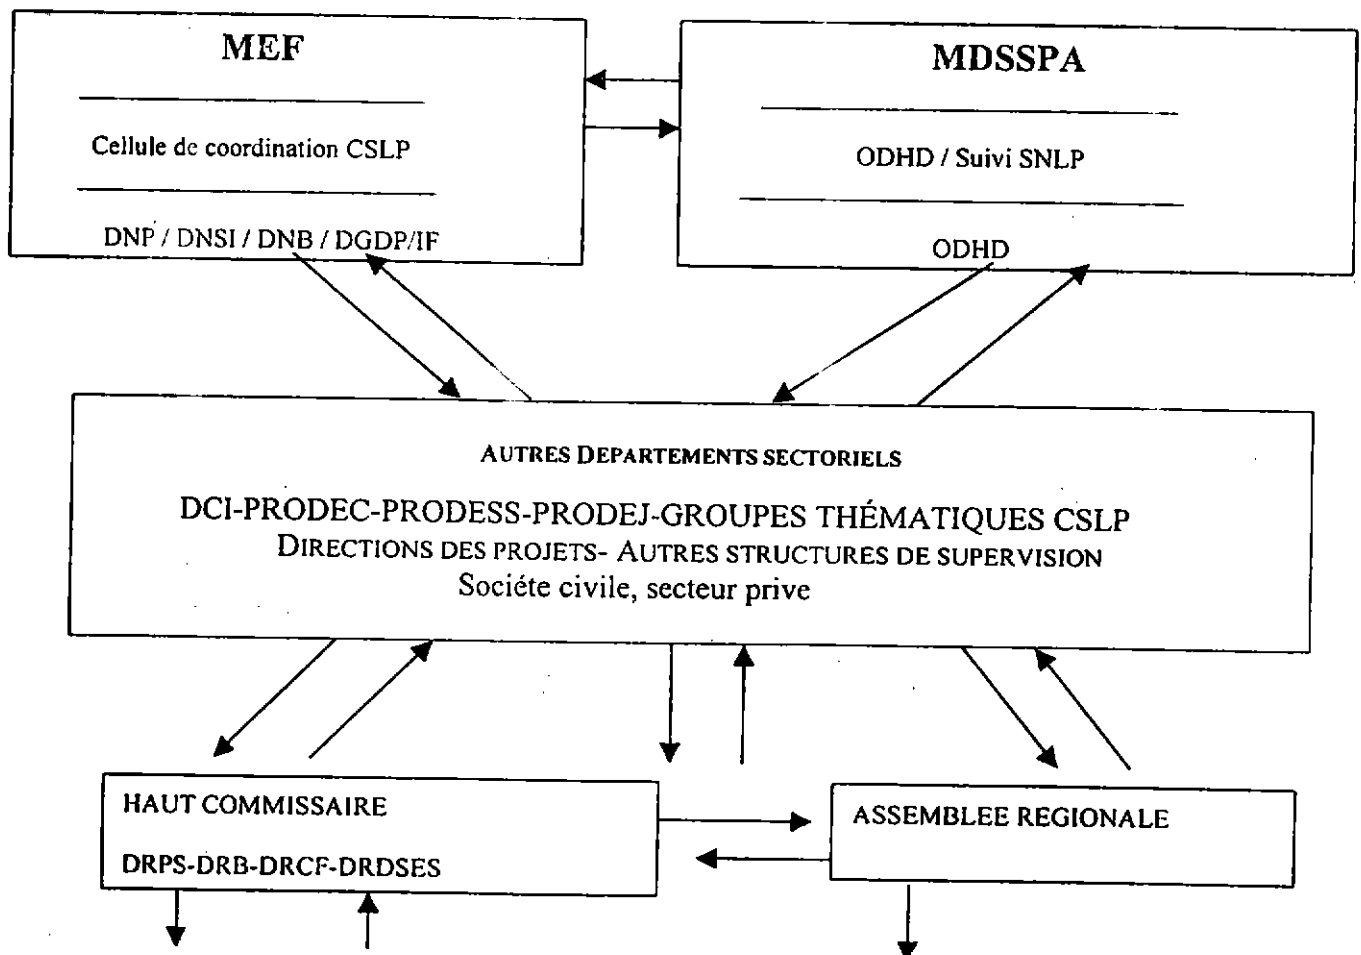 MEF
Cellule de coordination CSLP
DNP / DNSI / DNB / DGDP/IF
MDSSPA
ODHD / Suivi SNLP
ODHD
AUTRES DEPARTEMENTS SECTORIELS
DCI-PRODEC-PRODESS-PRODEJ-GROUPES THÉMATIQUES CSLP
DIRECTIONS DES PROJETS- AUTRES STRUCTURES DE SUPERVISION
Sociéte civile, secteur prive
HAUT COMMISSAIRE
DRPS-DRB-DRCF-DRDSES
ASSEMBLEE REGIONALE